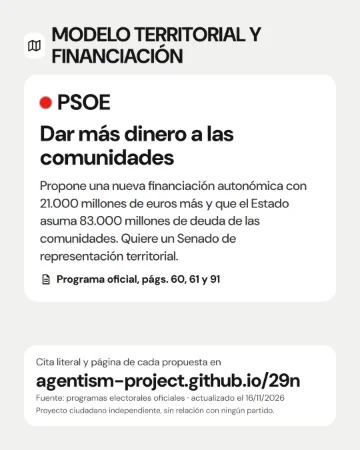 MODELO TERRITORIAL Y
FINANCIACIÓN
PSOE
Dar más dinero a las
comunidades
Propone una nueva financiación autonómica con
21.000 millones de euros más y que el Estado
asuma 83.000 millones de deuda de las
comunidades. Quiere un Senado de
representación territorial.
Programa oficial, págs. 60, 61 y 91
Cita literal y página de cada propuesta en
agentism-project.github.io/29n
Fuente: programas electorales oficiales · actualizado el 16/11/2026
Proyecto ciudadano independiente, sin relación con ningún partido.